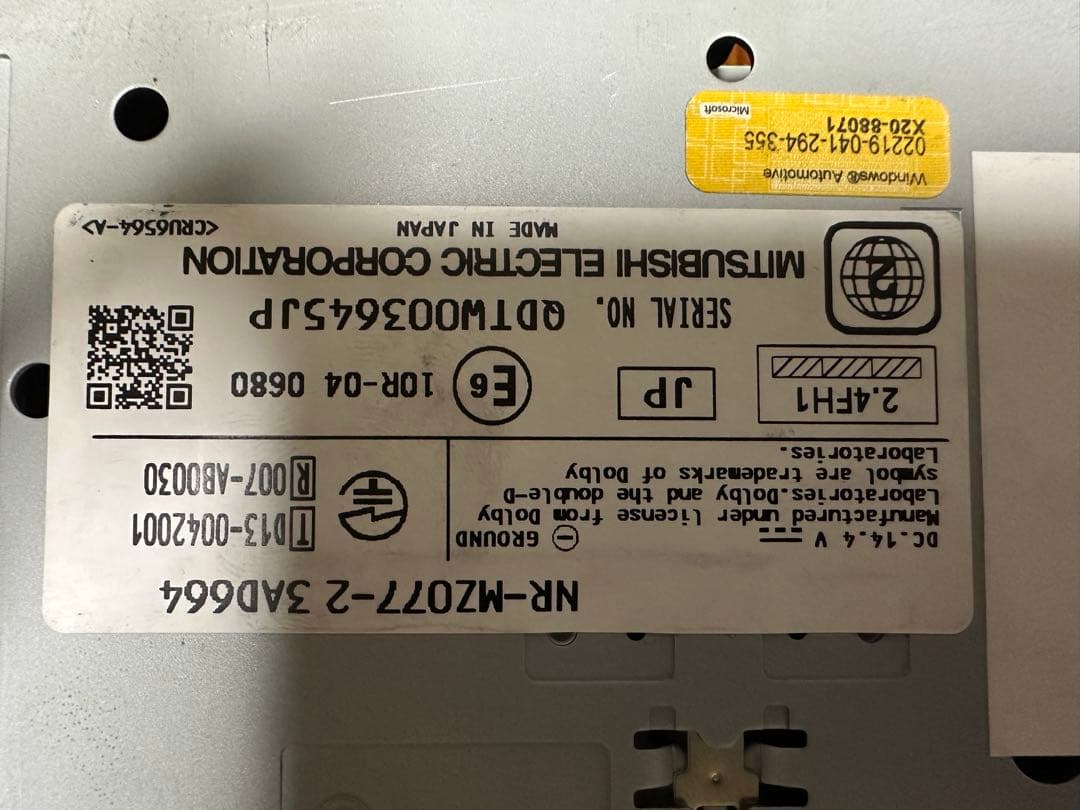 NR-MZ077-2 3AD664
DC.14.4 V
GROUND
Manufactured under license from Dolby
Laboratories.Dolby and the double-D
symbol are trademarks of Dolby
Laboratories.
T D13-0042001
R 007-AB0030
2.4FH1
JP
E6
10R-04 0680
SERIAL NO. QDTW003645JP
2
MITSUBISHI ELECTRIC CORPORATION
MADE IN JAPAN
<CRU6564-A>
Windows® Automotive
02219-041-294-355
X20-88071
Microsoft